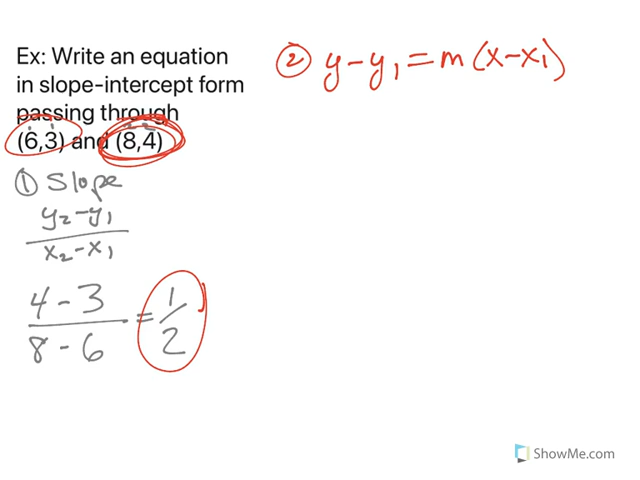 Ex: Write an equation
in slope-intercept form
passing through
(6,3) and (8,4)
① Slope
y₂-y₁
x₂-x₁
4-3
8-6
= 1/2
② y-y₁=m(x-x₁)
ShowMe.com